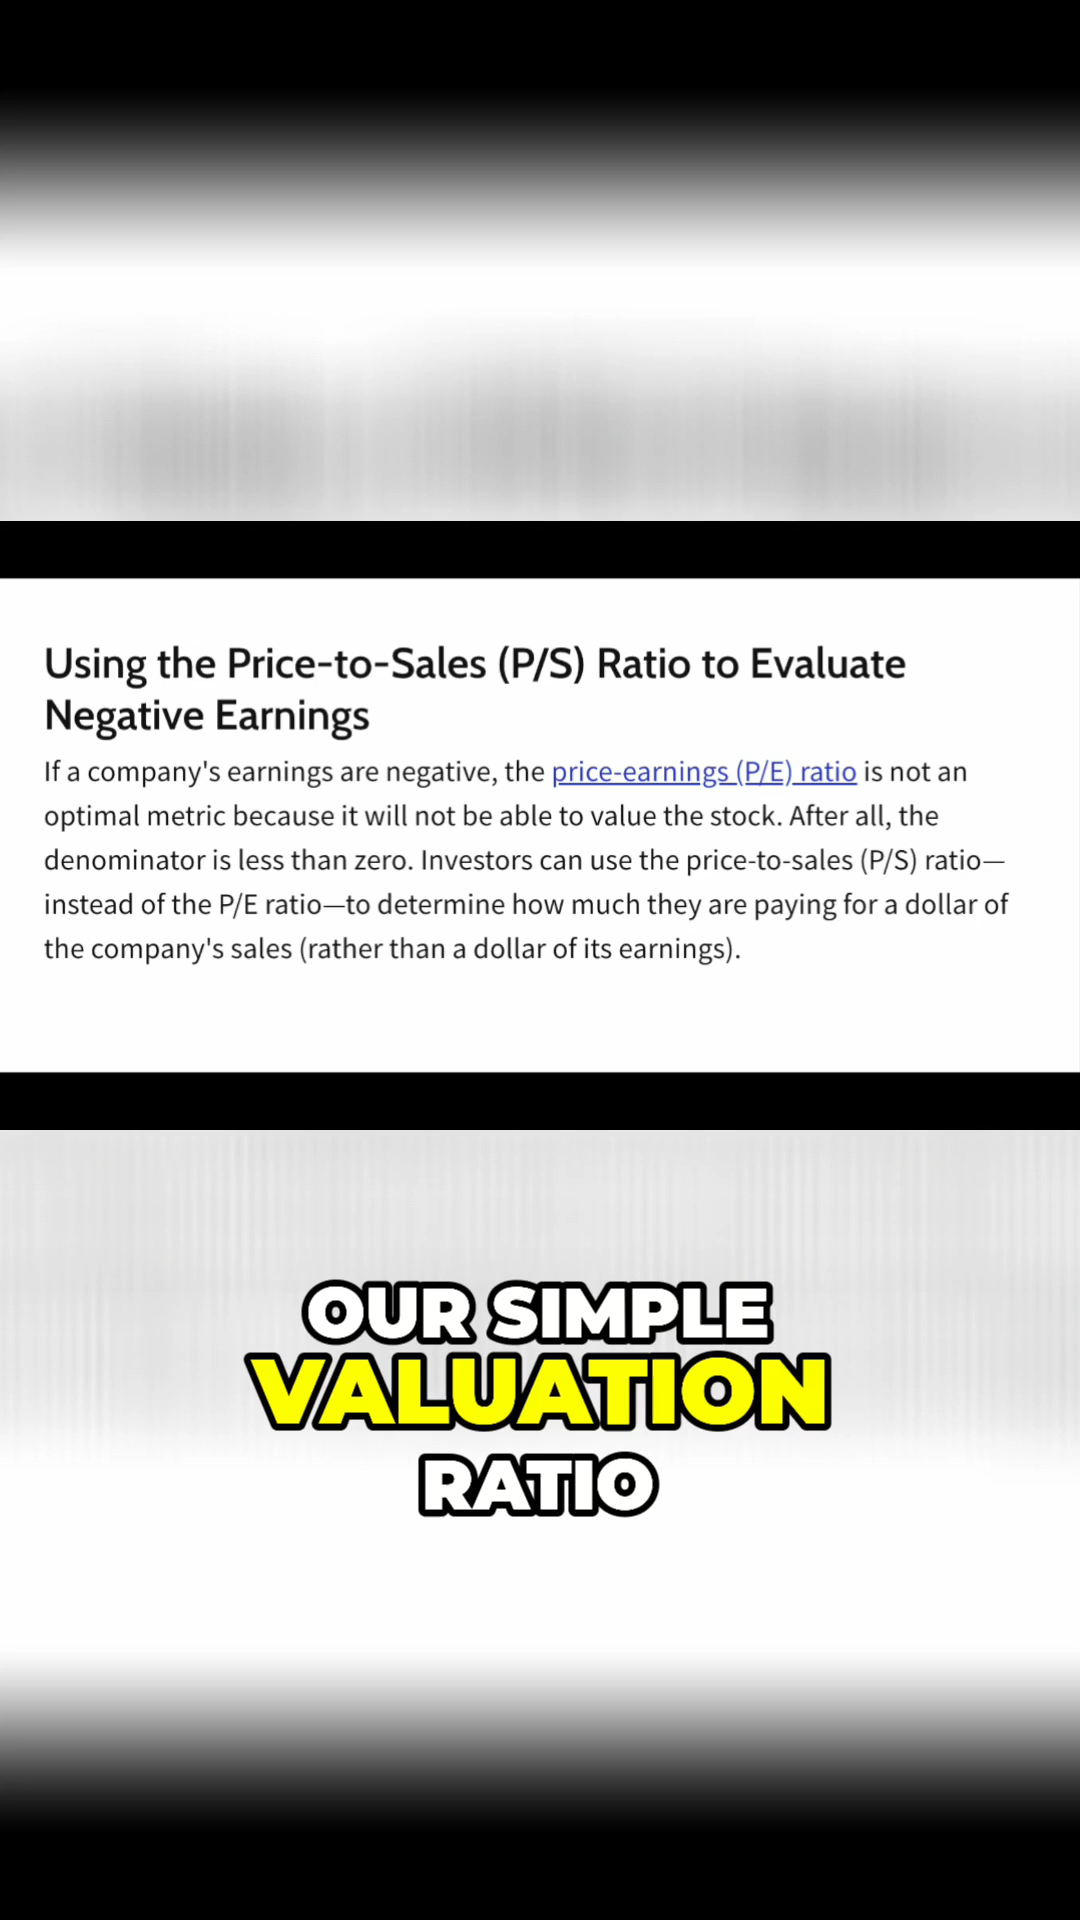 Using the Price-to-Sales (P/S) Ratio to Evaluate
Negative Earnings
If a company's earnings are negative, the price-earnings (P/E) ratio is not an
optimal metric because it will not be able to value the stock. After all, the
denominator is less than zero. Investors can use the price-to-sales (P/S) ratio—
instead of the P/E ratio—to determine how much they are paying for a dollar of
the company's sales (rather than a dollar of its earnings).
OUR SIMPLE
VALUATION
RATIO